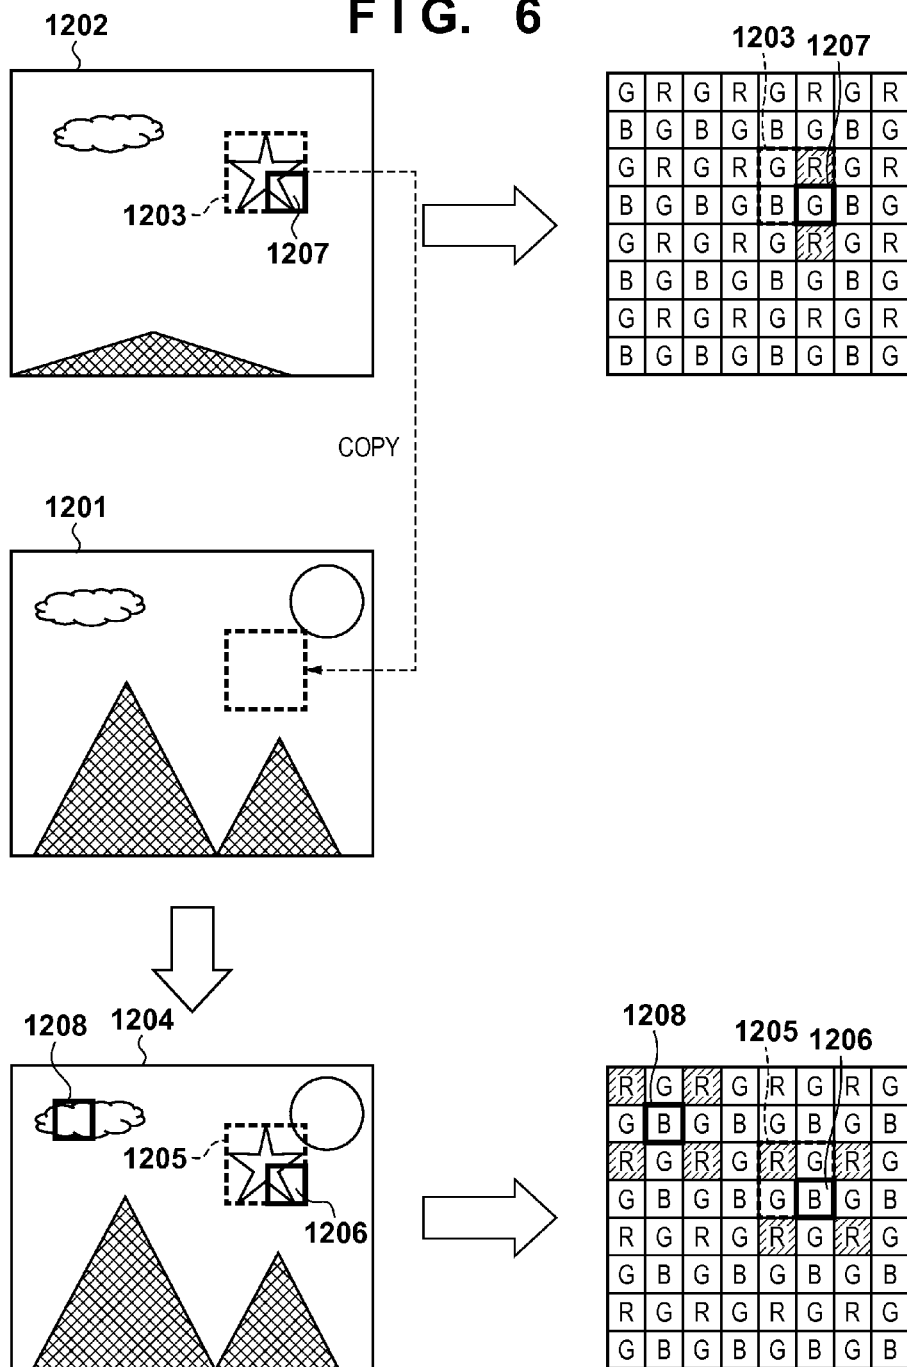 FIG. 6
1202
1203
1207
1203 1207
G R G R G R G R
B G B G B G B G
G R G R G R G R
B G B G B G B G
G R G R G R G R
B G B G B G B G
G R G R G R G R
B G B G B G B G
COPY
1201
1208 1204
1205
1206
1208
1205 1206
R G R G R G R G
G B G B G B G B
R G R G R G R G
G B G B G B G B
R G R G R G R G
G B G B G B G B
R G R G R G R G
G B G B G B G B